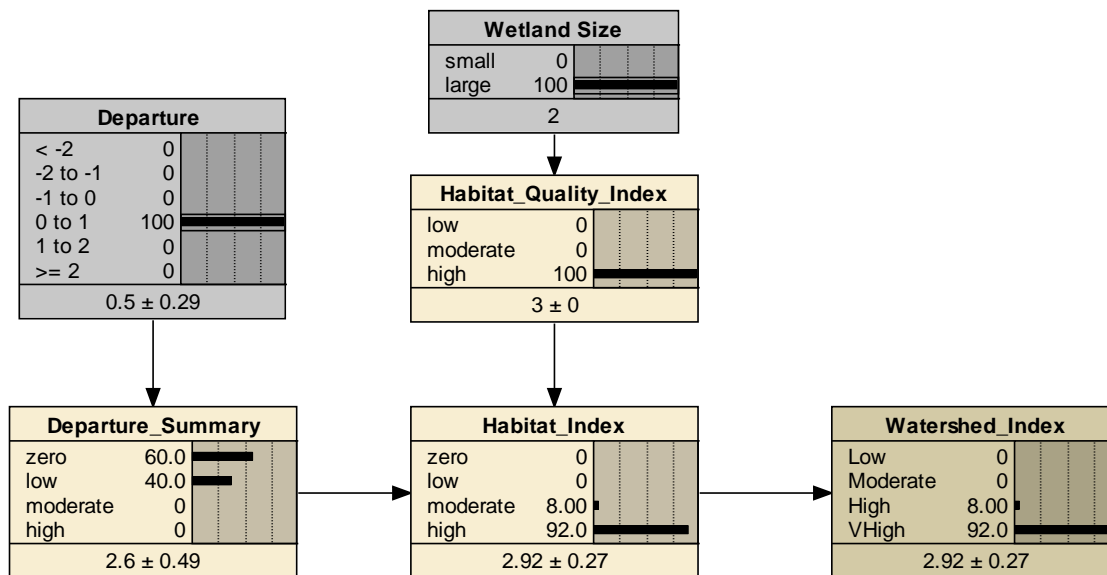 Wetland Size
small 0
large 100
2
Departure
< -2 0
-2 to -1 0
-1 to 0 0
0 to 1 100
1 to 2 0
>= 2 0
0.5 ± 0.29
Habitat_Quality_Index
low 0
moderate 0
high 100
3 ± 0
Departure_Summary
zero 60.0
low 40.0
moderate 0
high 0
2.6 ± 0.49
Habitat_Index
zero 0
low 0
moderate 8.00
high 92.0
2.92 ± 0.27
Watershed_Index
Low 0
Moderate 0
High 8.00
VHigh 92.0
2.92 ± 0.27